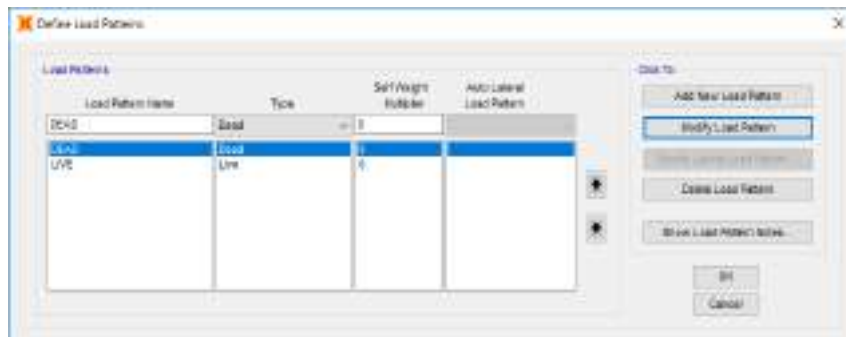 Define Load Patterns
Load Patterns
Load Pattern Name
Type
Self Weight Multiplier
Auto Lateral Load Pattern
DEAD Dead
DEAD Dead
LIVE Live 0
Click To:
Add New Load Pattern
Modify Load Pattern
Delete Load Pattern
Show Load Pattern Notes...
OK
Cancel